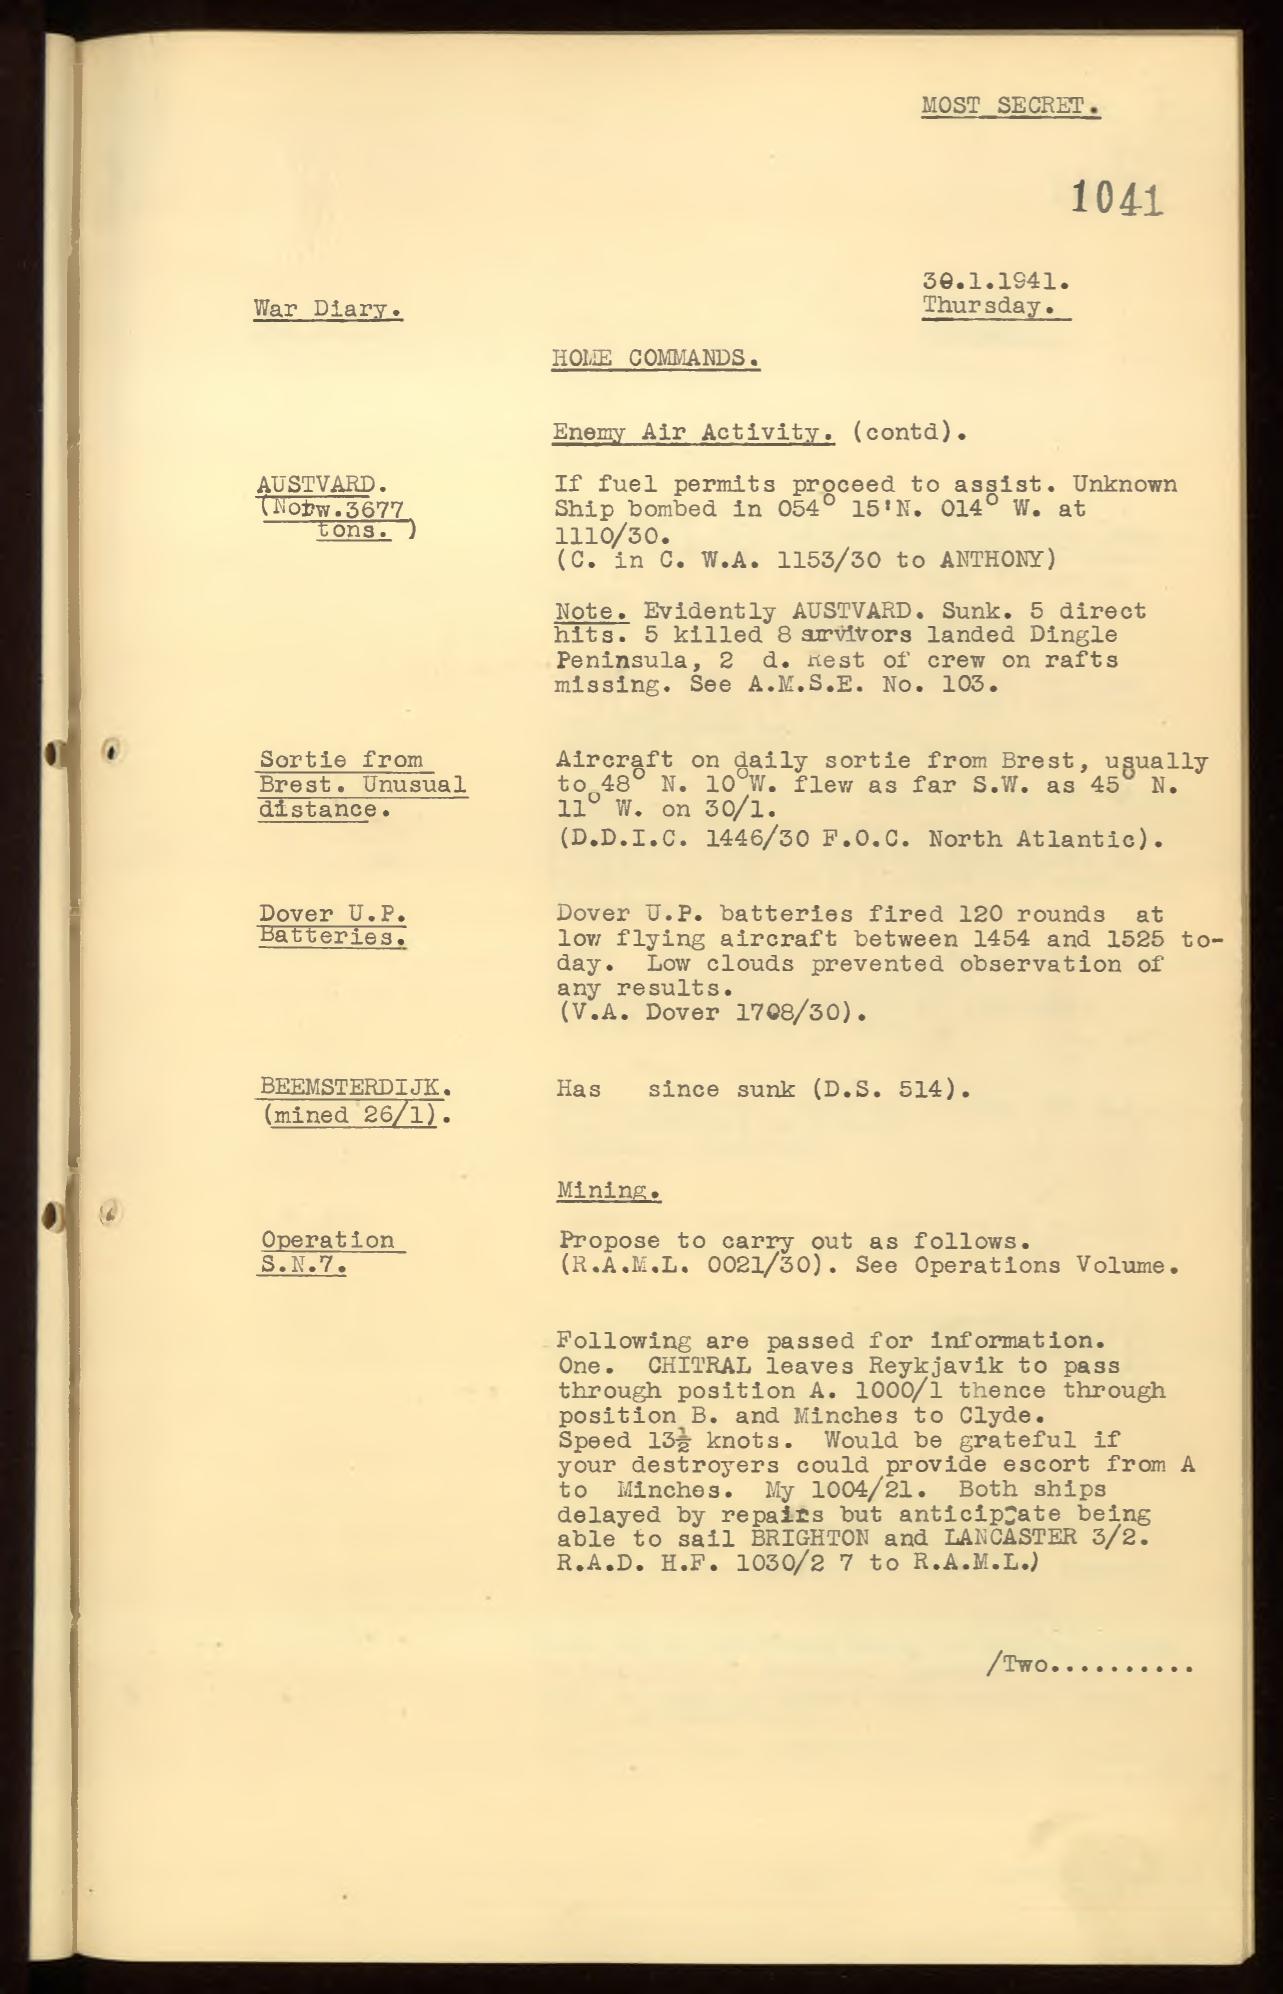 MOST SECRET.
1041
30.1.1941.
Thursday.
War Diary.
HOME COMMANDS.
Enemy Air Activity. (contd).
AUSTVARD.
(Norw.3677
tons. )
If fuel permits proceed to assist. Unknown
Ship bombed in 054° 15'N. 014° W. at
1110/30.
(C. in C. W.A. 1153/30 to ANTHONY)
Note. Evidently AUSTVARD. Sunk. 5 direct
hits. 5 killed 8 survivors landed Dingle
Peninsula, 2 d. Rest of crew on rafts
missing. See A.M.S.E. No. 103.
Sortie from
Brest. Unusual
distance.
Aircraft on daily sortie from Brest, usually
to 48° N. 10°W. flew as far S.W. as 45° N.
11° W. on 30/1.
(D.D.I.C. 1446/30 F.O.C. North Atlantic).
Dover U.P.
Batteries.
Dover U.P. batteries fired 120 rounds at
low flying aircraft between 1454 and 1525 to-
day. Low clouds prevented observation of
any results.
(V.A. Dover 1708/30).
BEEMSTERDIJK.
(mined 26/1).
Has since sunk (D.S. 514).
Mining.
Operation
S.N.7.
Propose to carry out as follows.
(R.A.M.L. 0021/30). See Operations Volume.
Following are passed for information.
One. CHITRAL leaves Reykjavik to pass
through position A. 1000/1 thence through
position B. and Minches to Clyde.
Speed 13½ knots. Would be grateful if
your destroyers could provide escort from A
to Minches. My 1004/21. Both ships
delayed by repairs but anticipate being
able to sail BRIGHTON and LANCASTER 3/2.
R.A.D. H.F. 1030/2 7 to R.A.M.L.)
/Two..........